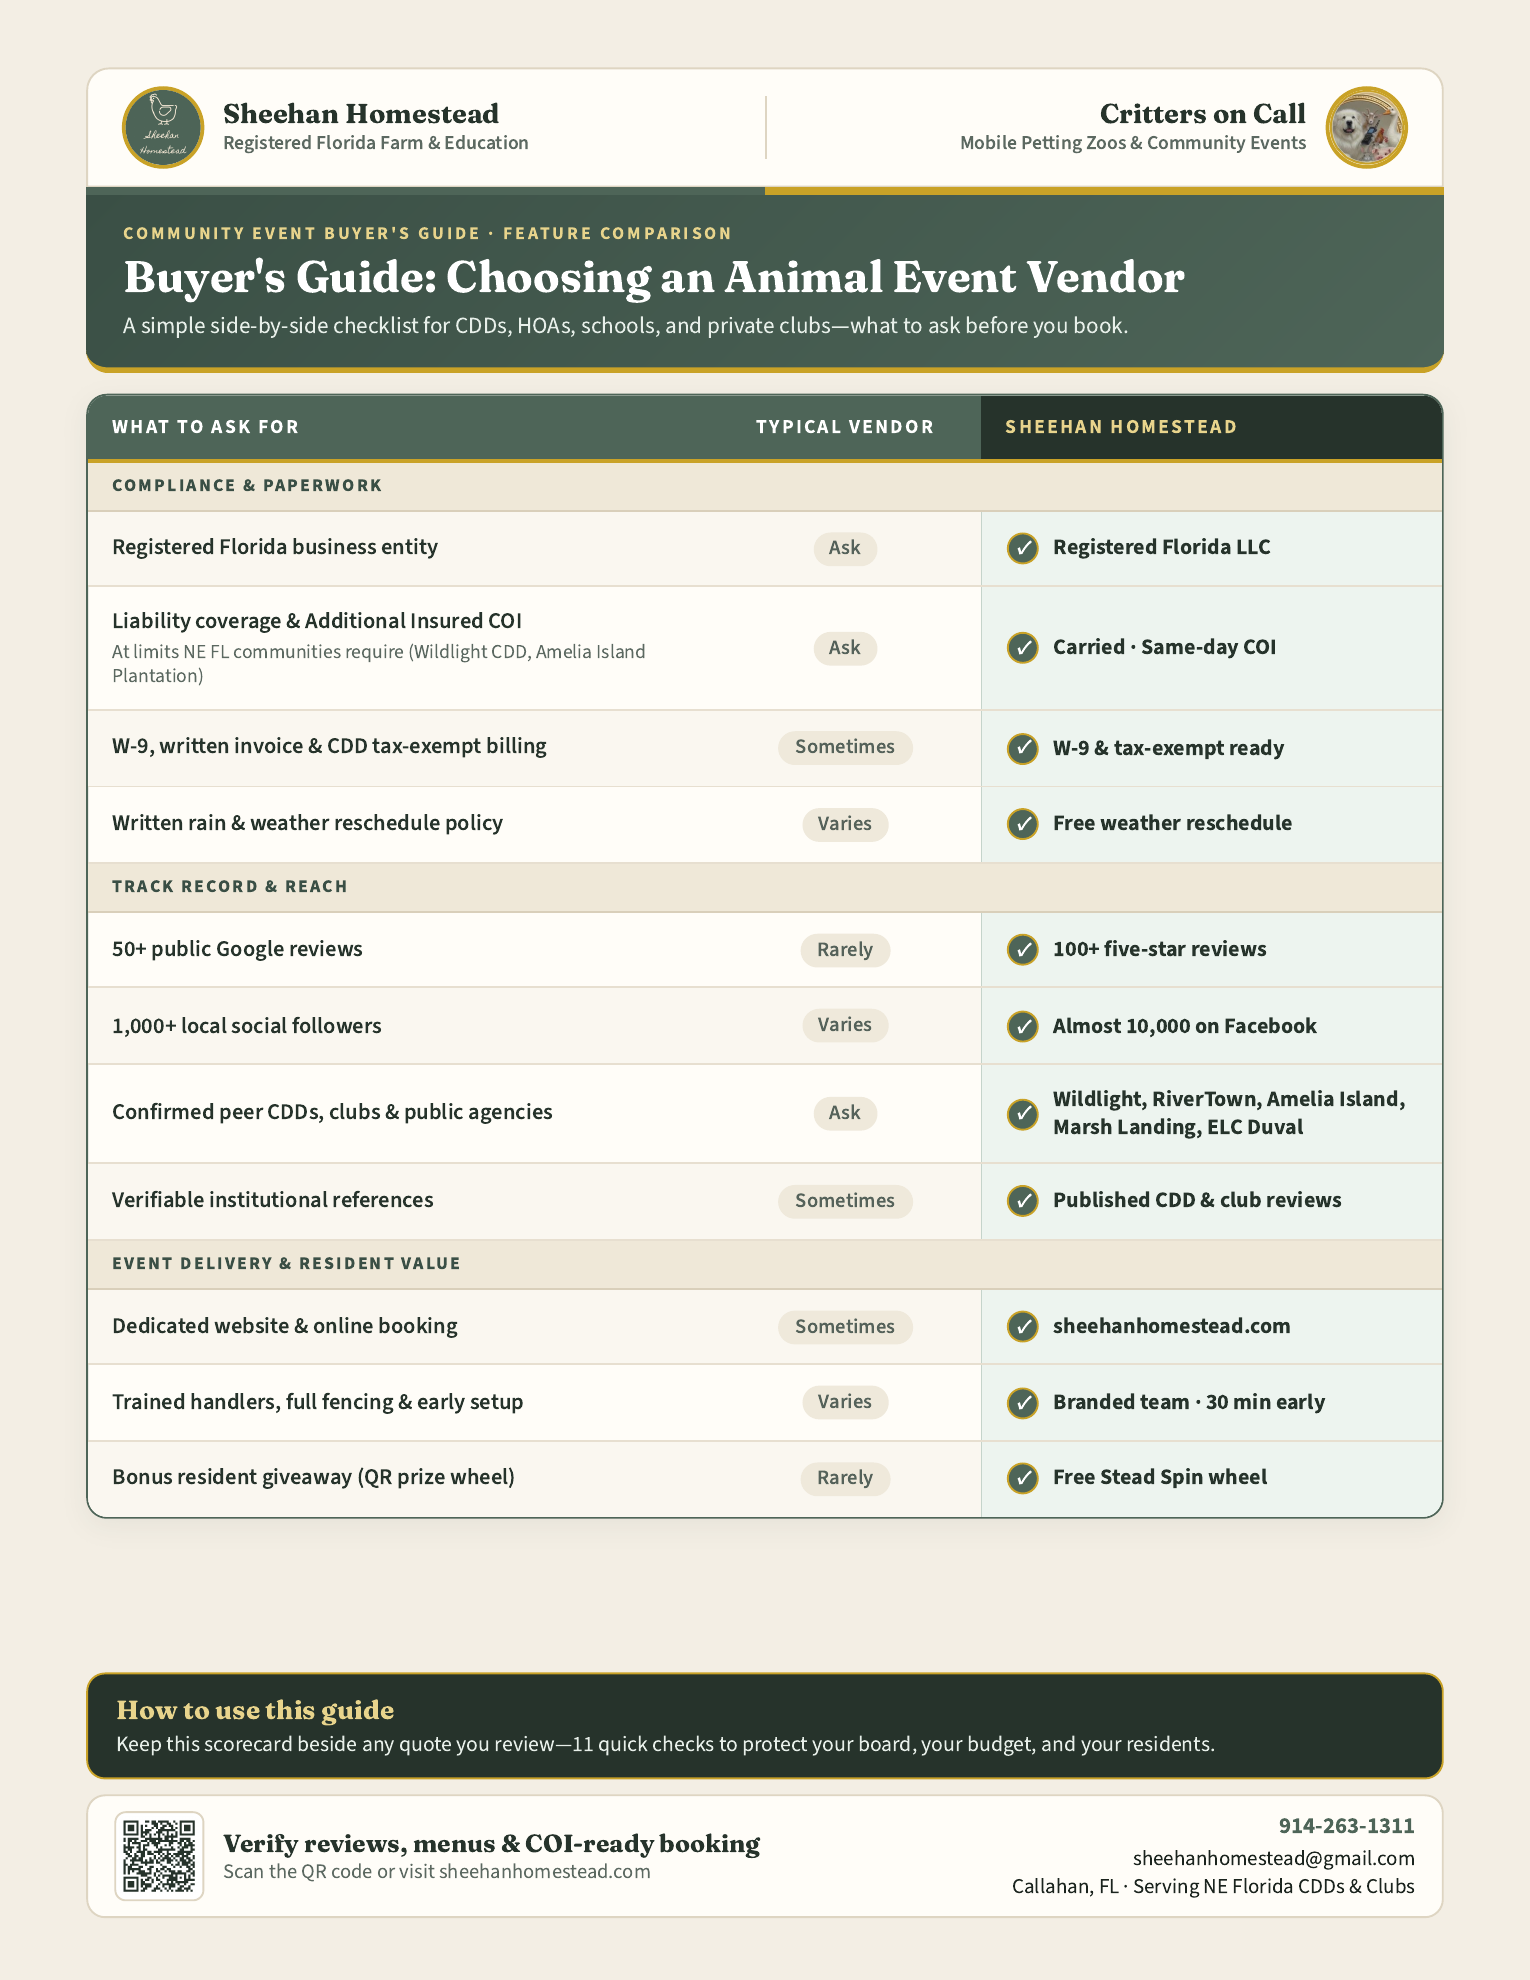 Sheehan
Homestead
Sheehan Homestead
Registered Florida Farm & Education
Critters on Call
Mobile Petting Zoos & Community Events
COMMUNITY EVENT BUYER'S GUIDE · FEATURE COMPARISON
Buyer's Guide: Choosing an Animal Event Vendor
A simple side-by-side checklist for CDDs, HOAs, schools, and private clubs—what to ask before you book.
WHAT TO ASK FOR TYPICAL VENDOR SHEEHAN HOMESTEAD
COMPLIANCE & PAPERWORK
Registered Florida business entity Ask ✓ Registered Florida LLC
Liability coverage & Additional Insured COI
At limits NE FL communities require (Wildlight CDD, Amelia Island
Plantation)
Ask ✓ Carried · Same-day COI
W-9, written invoice & CDD tax-exempt billing Sometimes ✓ W-9 & tax-exempt ready
Written rain & weather reschedule policy Varies ✓ Free weather reschedule
TRACK RECORD & REACH
50+ public Google reviews Rarely ✓ 100+ five-star reviews
1,000+ local social followers Varies ✓ Almost 10,000 on Facebook
Confirmed peer CDDs, clubs & public agencies Ask ✓ Wildlight, RiverTown, Amelia Island,
Marsh Landing, ELC Duval
Verifiable institutional references Sometimes ✓ Published CDD & club reviews
EVENT DELIVERY & RESIDENT VALUE
Dedicated website & online booking Sometimes ✓ sheehanhomestead.com
Trained handlers, full fencing & early setup Varies ✓ Branded team · 30 min early
Bonus resident giveaway (QR prize wheel) Rarely ✓ Free Stead Spin wheel
How to use this guide
Keep this scorecard beside any quote you review—11 quick checks to protect your board, your budget, and your residents.
Verify reviews, menus & COI-ready booking
Scan the QR code or visit sheehanhomestead.com
914-263-1311
sheehanhomestead@gmail.com
Callahan, FL · Serving NE Florida CDDs & Clubs